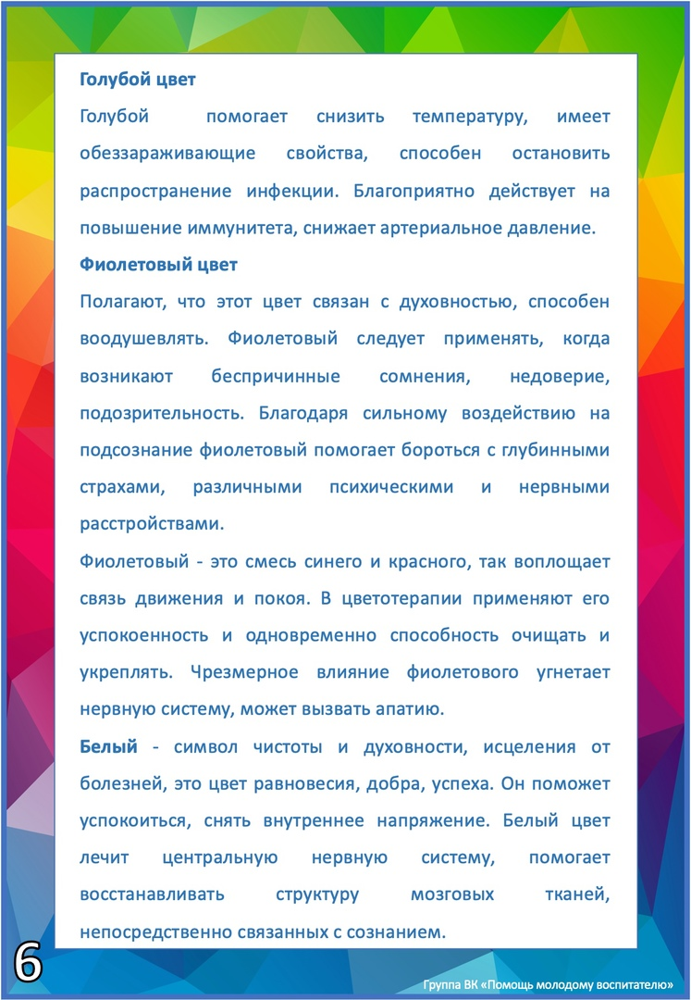 Голубой цвет
Голубой помогает снизить температуру, имеет
обеззараживающие свойства, способен остановить
распространение инфекции. Благоприятно действует на
повышение иммунитета, снижает артериальное давление.
Фиолетовый цвет
Полагают, что этот цвет связан с духовностью, способен
воодушевлять. Фиолетовый следует применять, когда
возникают беспричинные сомнения, недоверие,
подозрительность. Благодаря сильному воздействию на
подсознание фиолетовый помогает бороться с глубинными
страхами, различными психическими и нервными
расстройствами.
Фиолетовый - это смесь синего и красного, так воплощает
связь движения и покоя. В цветотерапии применяют его
успокоенность и одновременно способность очищать и
укреплять. Чрезмерное влияние фиолетового угнетает
нервную систему, может вызвать апатию.
Белый - символ чистоты и духовности, исцеления от
болезней, это цвет равновесия, добра, успеха. Он поможет
успокоиться, снять внутреннее напряжение. Белый цвет
лечит центральную нервную систему, помогает
восстанавливать структуру мозговых тканей,
непосредственно связанных с сознанием.
6
Группа ВК «Помощь молодому воспитателю»